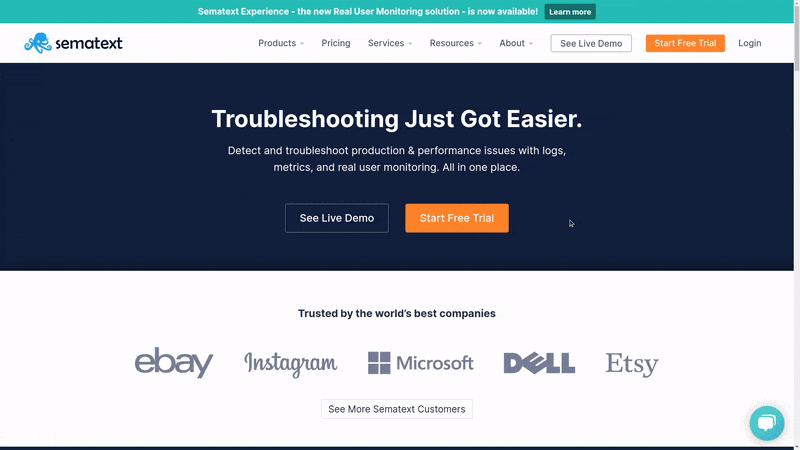 Sematext Experience - the new Real User Monitoring solution - is now available! Learn more
sematext Products Pricing Services Resources About See Live Demo Start Free Trial Login
Troubleshooting Just Got Easier.
Detect and troubleshoot production & performance issues with logs,
metrics, and real user monitoring. All in one place.
See Live Demo Start Free Trial
Trusted by the world's best companies
ebay Instagram Microsoft DELL Etsy
See More Sematext Customers